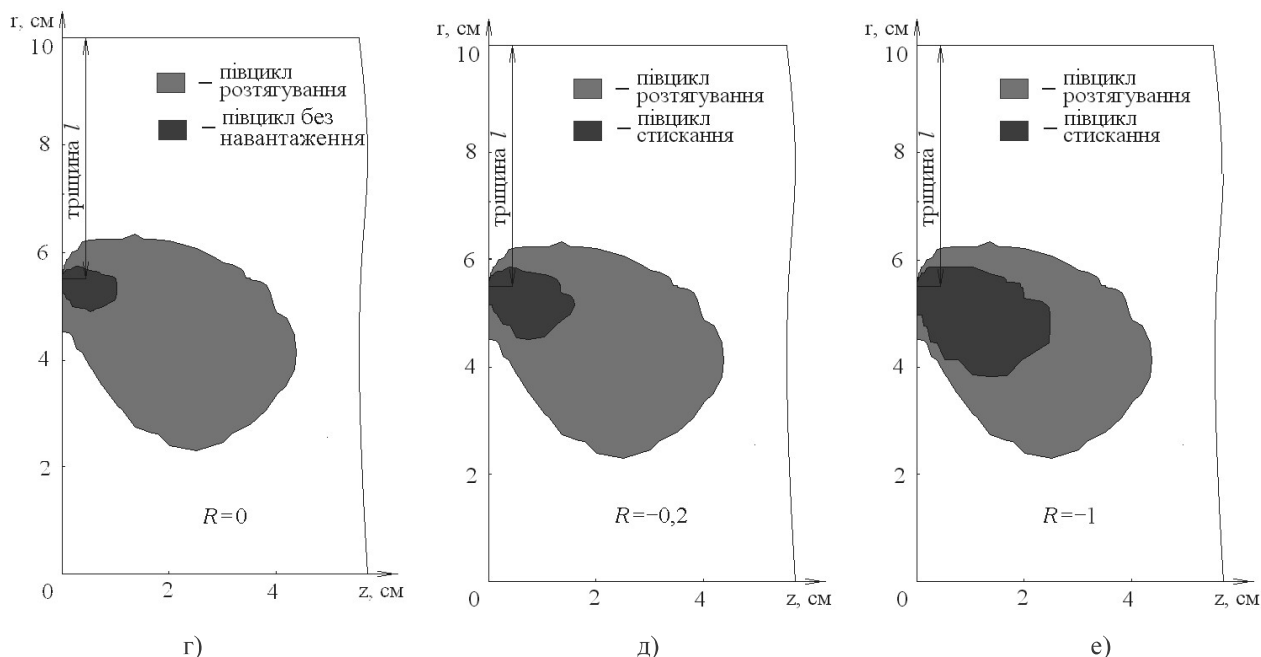 r, см
10
8
6
4
2
0
тріщина l
– півцикл
розтягування
– півцикл без
навантаження
R=0
2
4
z, см
г)
r, см
10
8
6
4
2
0
тріщина l
– півцикл
розтягування
– півцикл
стискання
R=−0,2
2
4
z, см
д)
r, см
10
8
6
4
2
0
тріщина l
– півцикл
розтягування
– півцикл
стискання
R=−1
2
4
z, см
е)